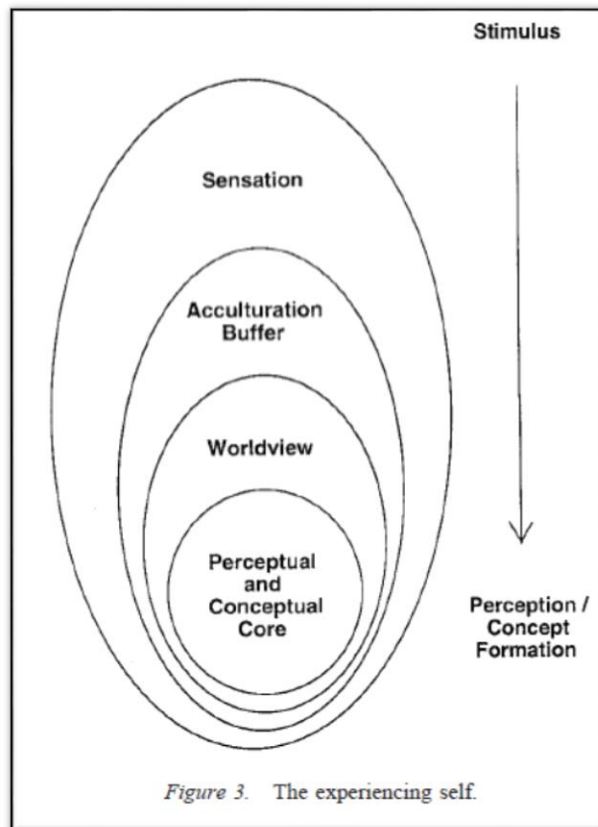 Stimulus
Sensation
Acculturation
Buffer
Worldview
Perceptual
and
Conceptual
Core
Perception /
Concept
Formation
Figure 3. The experiencing self.